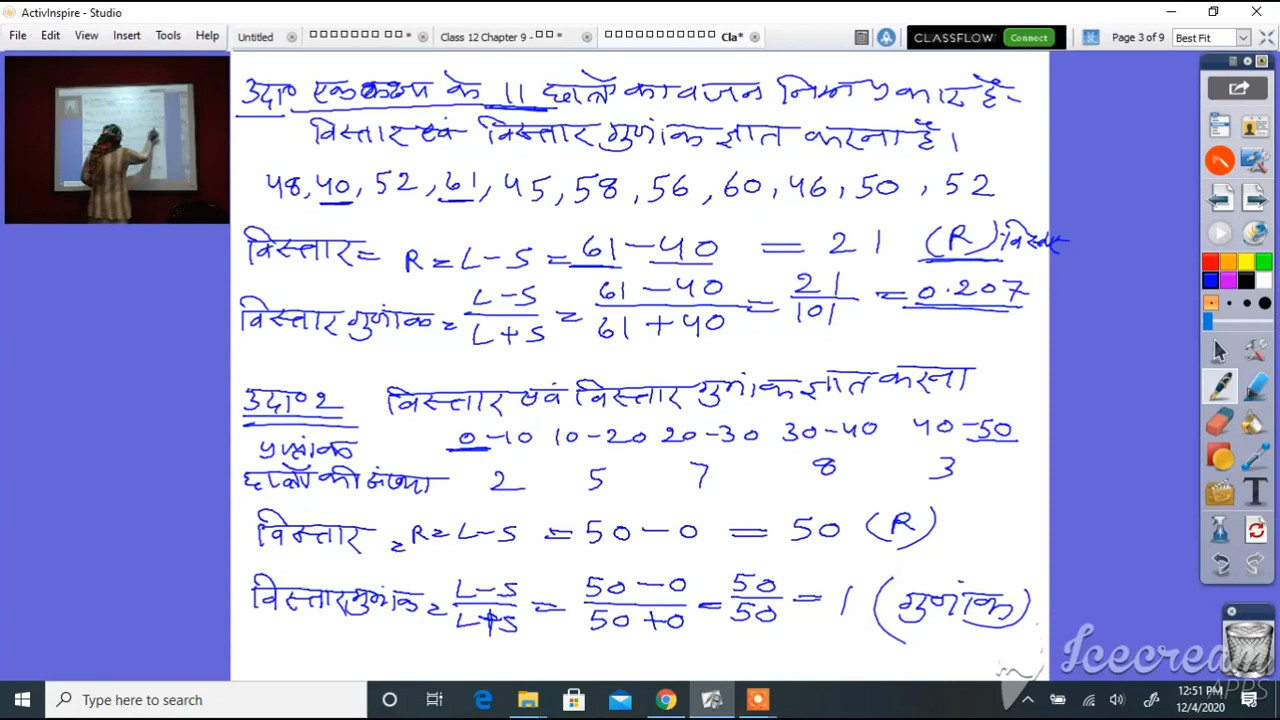 ActivInspire - Studio
File Edit View Insert Tools Help
Untitled
Class 12 Chapter 9 -
Cla*
CLASSFLOW Connect
Page 3 of 9
Best Fit
उदा० एक कक्षा के 11 छात्रों का वजन निम्न प्रकार है-
विस्तार एवं विस्तार गुणांक ज्ञात करना है।
48, 40, 52, 61, 45, 58, 56, 60, 46, 50, 52
विस्तार = R = L-S = 61-40 = 21 (R) विस्तार
विस्तार गुणांक = L-S / L+S = 61-40 / 61+40 = 21 / 101 = 0.207
उदा० 2 विस्तार एवं विस्तार गुणांक ज्ञात करना
प्राप्तांक 0-10 10-20 20-30 30-40 40-50
छात्रों की संख्या 2 5 7 8 3
विस्तार = R = L-S = 50-0 = 50 (R)
विस्तार गुणांक = L-S / L+S = 50-0 / 50+0 = 50 / 50 = 1 (गुणांक)
Icecream
APPS
Type here to search
12:51 PM
12/4/2020